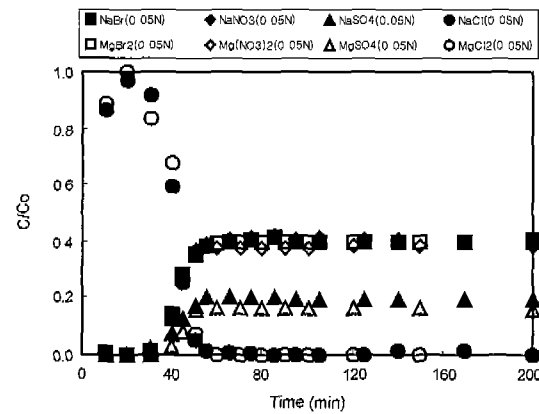 NaBr(0 05N) NaNO3(0 05N) NaSO4(0.05N) NaCl(0 05N)
MgBr2(0 05N) Mg(NO3)2(0 05N) MgSO4(0 05N) MgCl2(0 05N)
1.0
0.8
0.6
0.4
0.2
0.0
C/Co
0 40 80 120 160 200
Time (min)